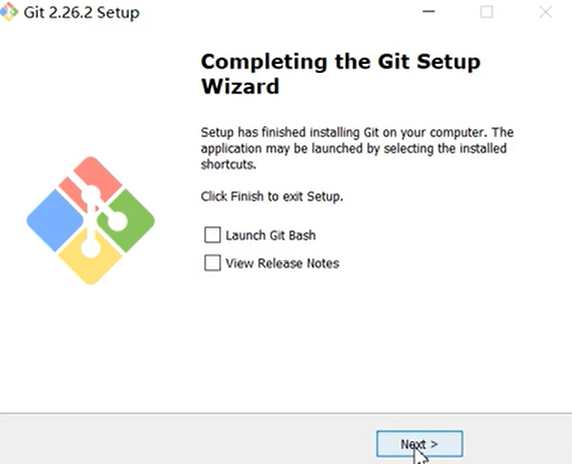 Git 2.26.2 Setup
Completing the Git Setup
Wizard
Setup has finished installing Git on your computer. The
application may be launched by selecting the installed
shortcuts.
Click Finish to exit Setup.
Launch Git Bash
View Release Notes
Next >